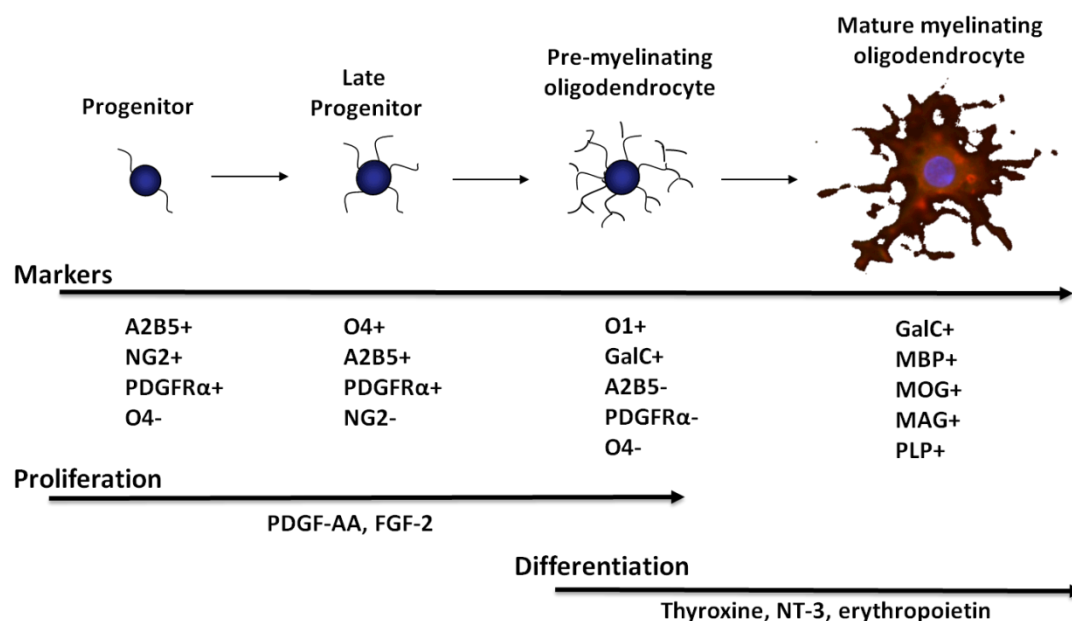 Progenitor
Late
Progenitor
Pre-myelinating
oligodendrocyte
Mature myelinating
oligodendrocyte
Markers
A2B5+
NG2+
PDGFRα+
O4-
O4+
A2B5+
PDGFRα+
NG2-
O1+
GalC+
A2B5-
PDGFRα-
O4-
GalC+
MBP+
MOG+
MAG+
PLP+
Proliferation
PDGF-AA, FGF-2
Differentiation
Thyroxine, NT-3, erythropoietin